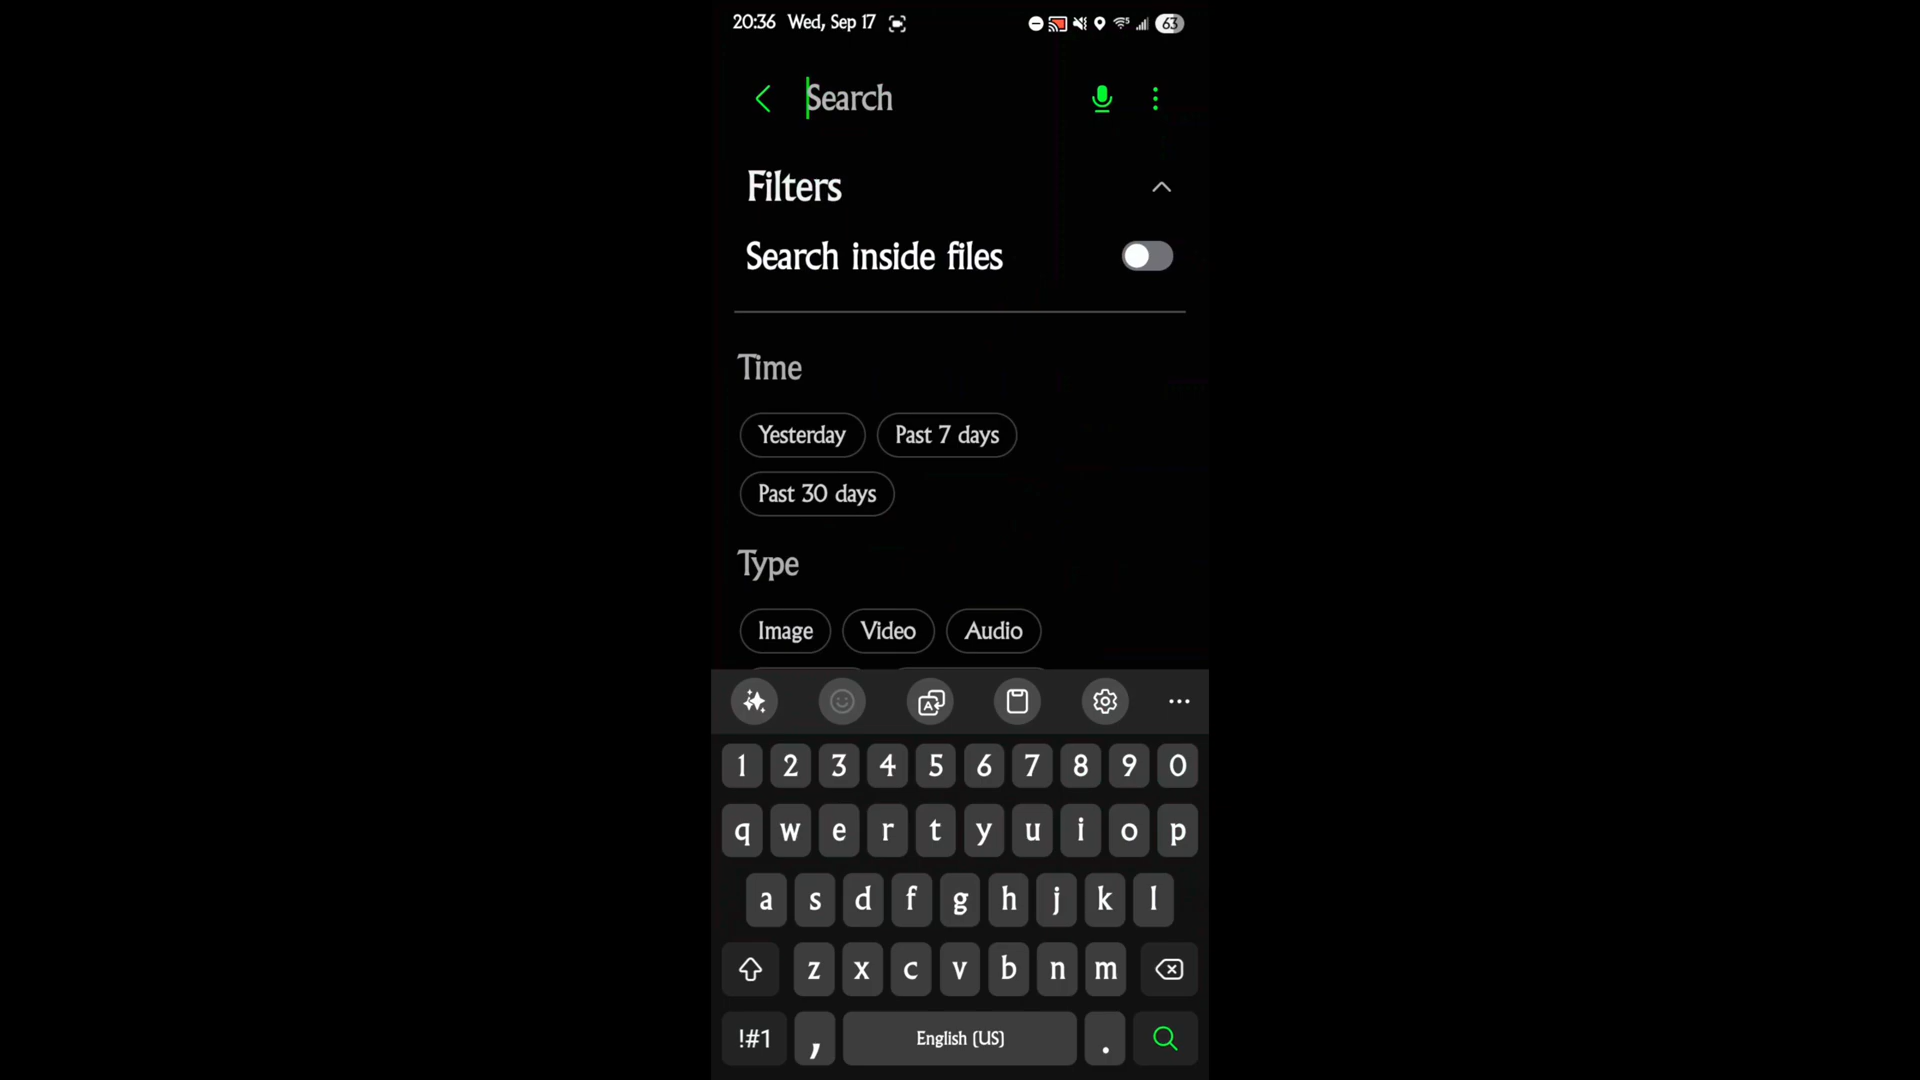 20:36 Wed, Sep 17 63
Search
Filters
Search inside files
Time
Yesterday Past 7 days
Past 30 days
Type
Image Video Audio
1 2 3 4 5 6 7 8 9 0
q w e r t y u i o p
a s d f g h j k l
z x c v b n m
!#1 , English (US) .